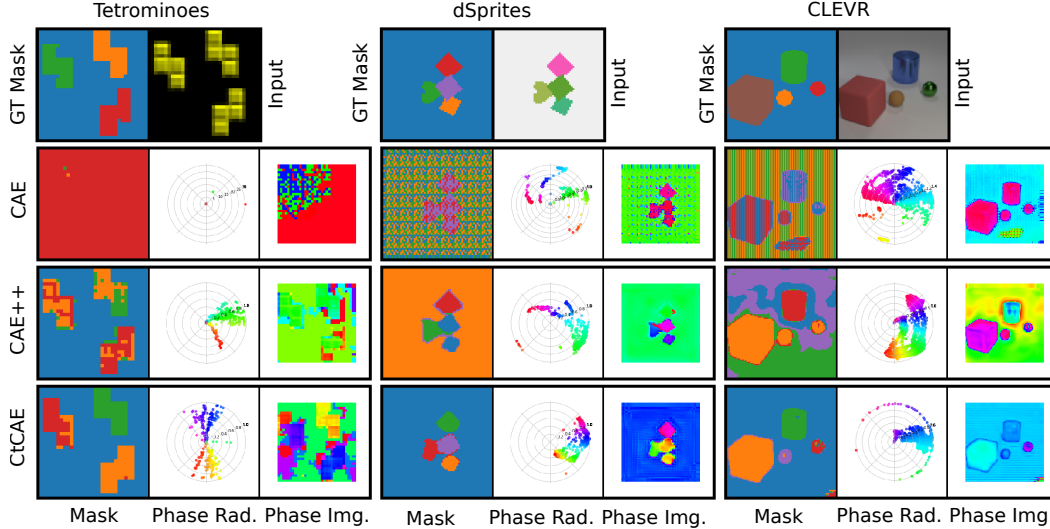 Tetrominoes dSprites CLEVR
GT Mask Input GT Mask Input GT Mask Input
CAE
CAE++
CtCAE
Mask Phase Rad. Phase Img. Mask Phase Rad. Phase Img. Mask Phase Rad. Phase Img.